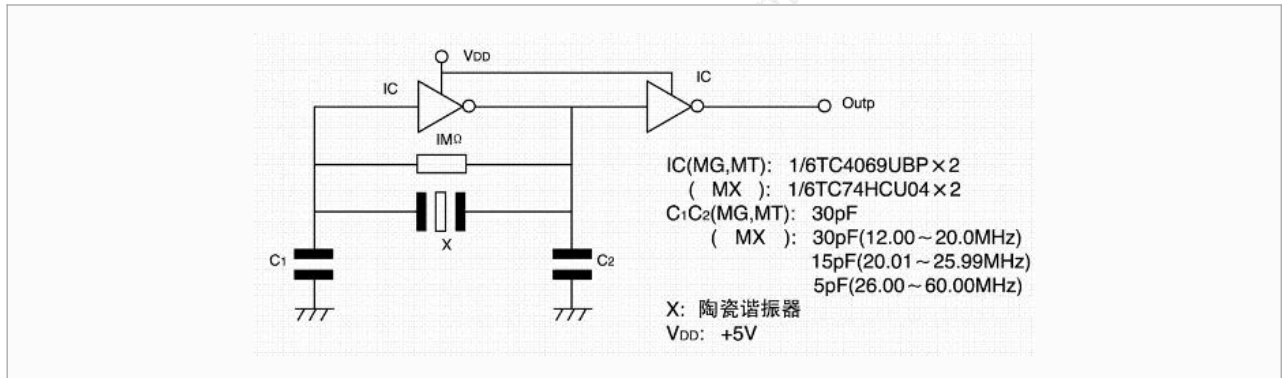 VDD
IC
IC
Outp
IMΩ
X
C1
C2
IC(MG,MT): 1/6TC4069UBP×2
( MX ): 1/6TC74HCU04×2
C1C2(MG,MT): 30pF
( MX ): 30pF(12.00~20.0MHz)
15pF(20.01~25.99MHz)
5pF(26.00~60.00MHz)
X: 陶瓷谐振器
VDD: +5V